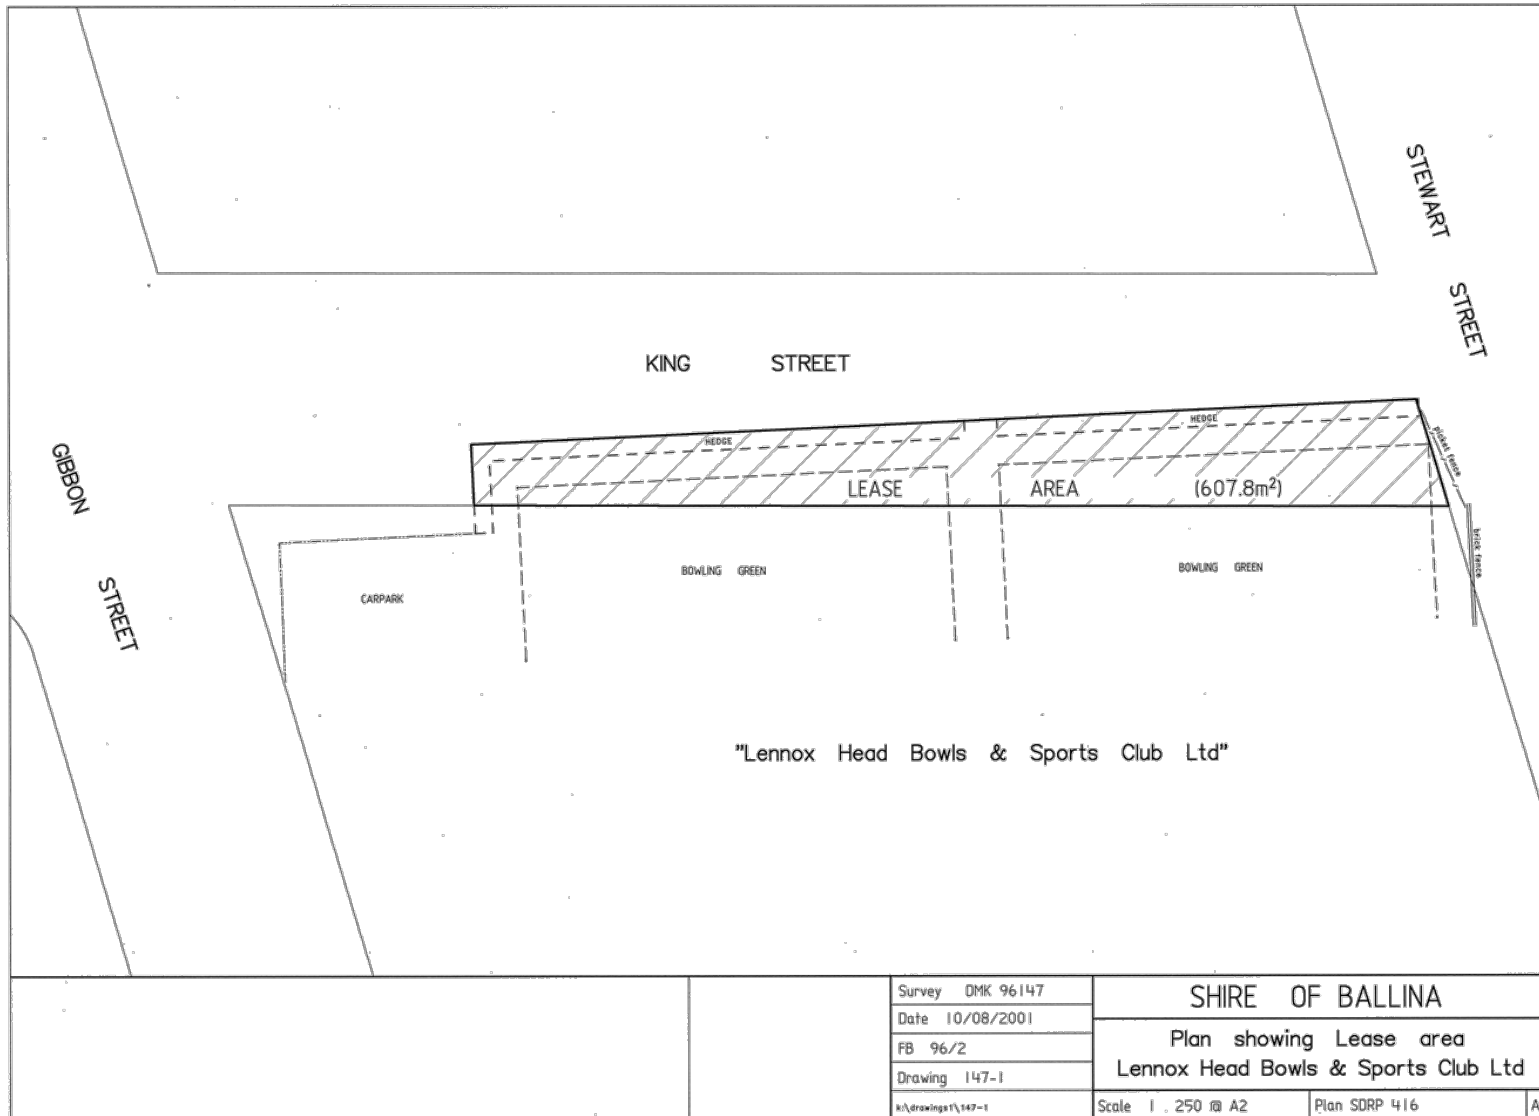 STEWART STREET
KING STREET
GIBBON STREET
HEDGE
HEDGE
picket fence
LEASE AREA (607.8m²)
brick fence
BOWLING GREEN
BOWLING GREEN
CARPARK
"Lennox Head Bowls & Sports Club Ltd"
Survey DMK 96147
Date 10/08/2001
FB 96/2
Drawing 147-1
k:\drawings1\147-1
SHIRE OF BALLINA
Plan showing Lease area
Lennox Head Bowls & Sports Club Ltd
Scale 1 . 250 @ A2
Plan SDRP 416
A